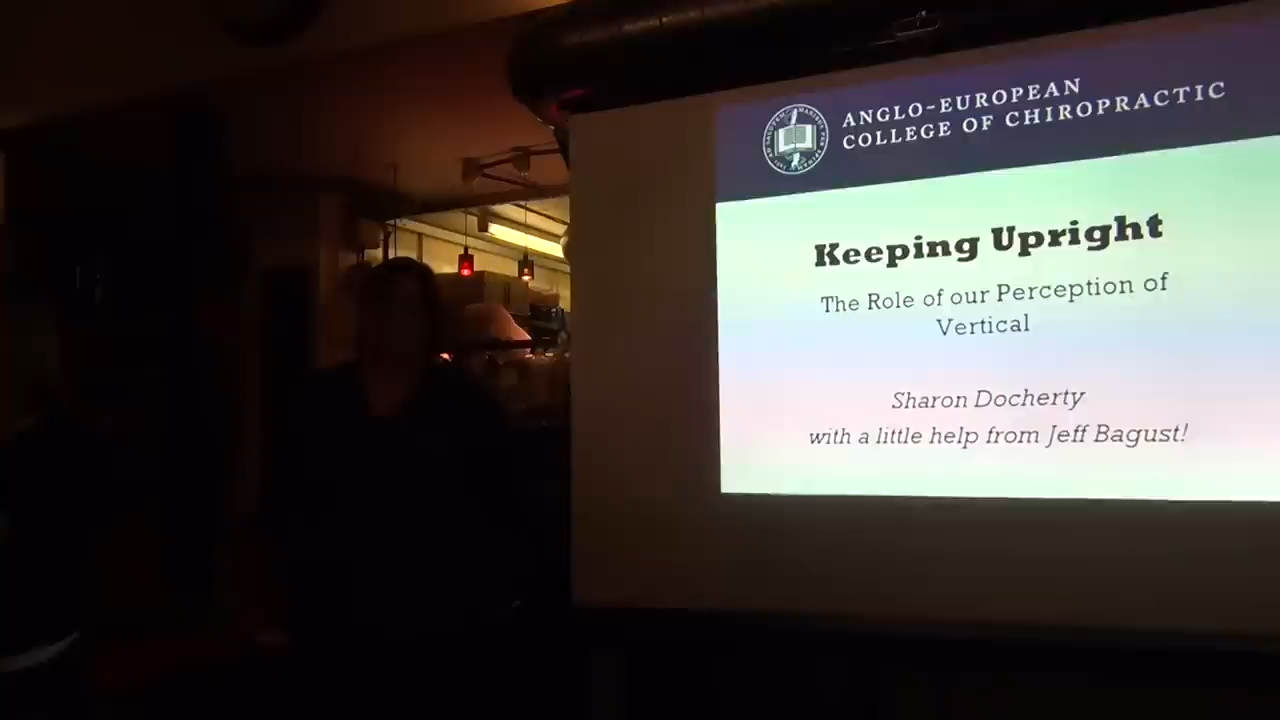 ANGLO-EUROPEAN
COLLEGE OF CHIROPRACTIC
Keeping Upright
The Role of our Perception of
Vertical
Sharon Docherty
with a little help from Jeff Bagust!